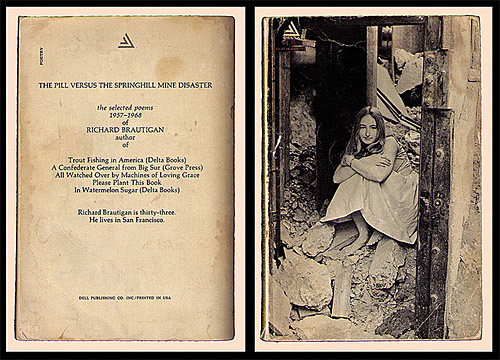 POETRY
THE PILL VERSUS THE SPRINGHILL MINE DISASTER
the selected poems
1957-1968
of
RICHARD BRAUTIGAN
author
of
Trout Fishing in America (Delta Books)
A Confederate General from Big Sur (Grove Press)
All Watched Over by Machines of Loving Grace
Please Plant This Book
In Watermelon Sugar (Delta Books)
Richard Brautigan is thirty-three.
He lives in San Francisco.
DELL PUBLISHING CO. INC./PRINTED IN USA